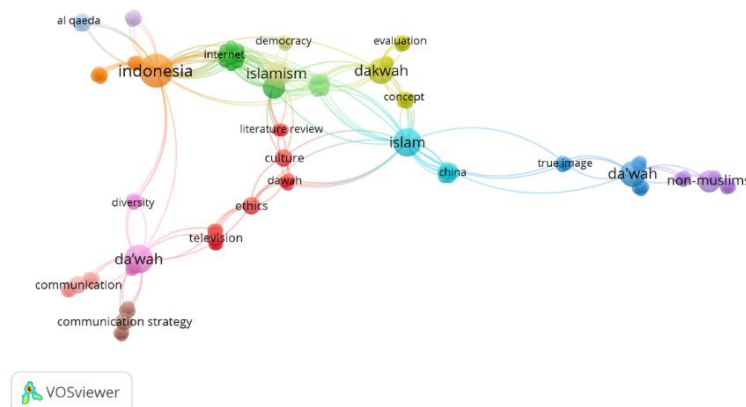 al qaeda
internet
democracy
evaluation
indonesia
islamism
dakwah
concept
literature review
islam
culture
true image
china
da'wah
non-muslims
dawah
diversity
ethics
television
da'wah
communication
communication strategy
VOSviewer